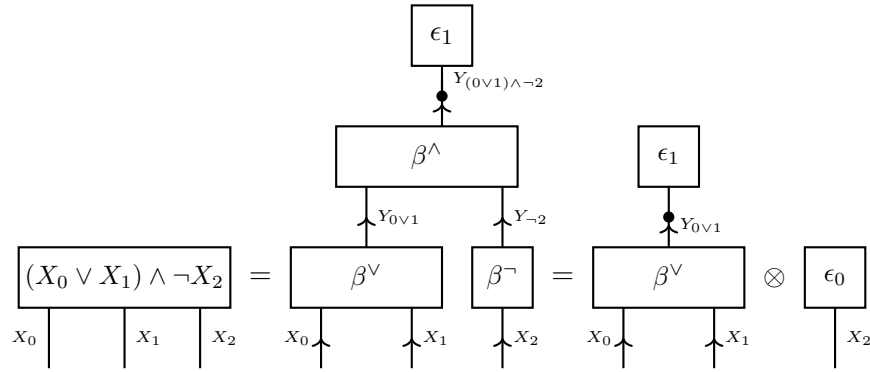 ϵ₁
Y₍₀∨₁₎∧¬₂
β^∧ ϵ₁
Y₀∨₁ Y¬₂ Y₀∨₁
(X₀ ∨ X₁) ∧ ¬X₂ = β^∨ β^¬ = β^∨ ⊗ ϵ₀
X₀ X₁ X₂ X₀ X₁ X₂ X₀ X₁ X₂